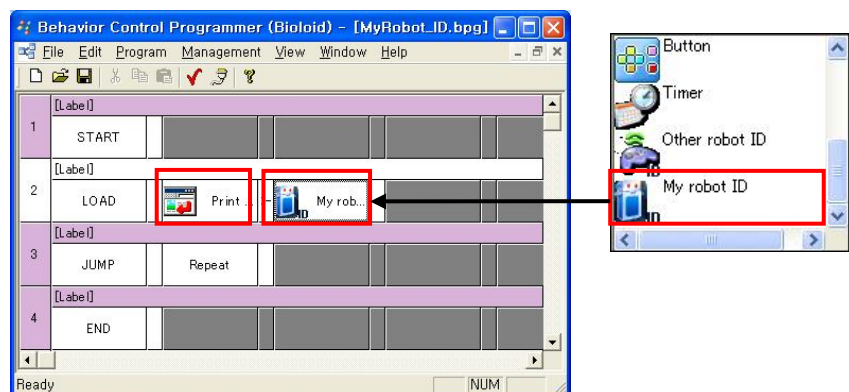 Behavior Control Programmer (Bioloid) - [MyRobot_ID.bpg]
File Edit Program Management View Window Help
[Label]
1 START
[Label]
2 LOAD Print ... ← My rob...
[Label]
3 JUMP Repeat
[Label]
4 END
Ready NUM
Button
Timer
Other robot ID
My robot ID